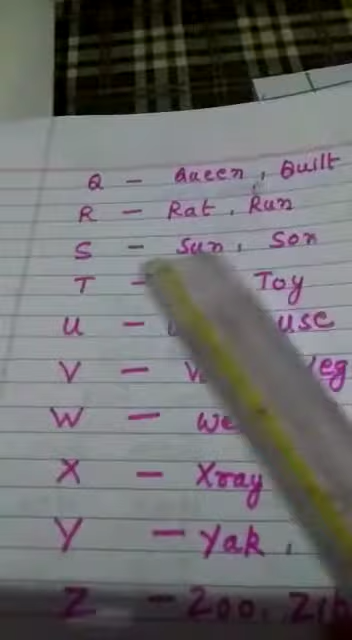 Q - Queen, Quilt
R - Rat, Run
S - Sun, Son
T - Toy
U - use
V -
W - we
X - Xray
Y - Yak,
Z - Zoo,